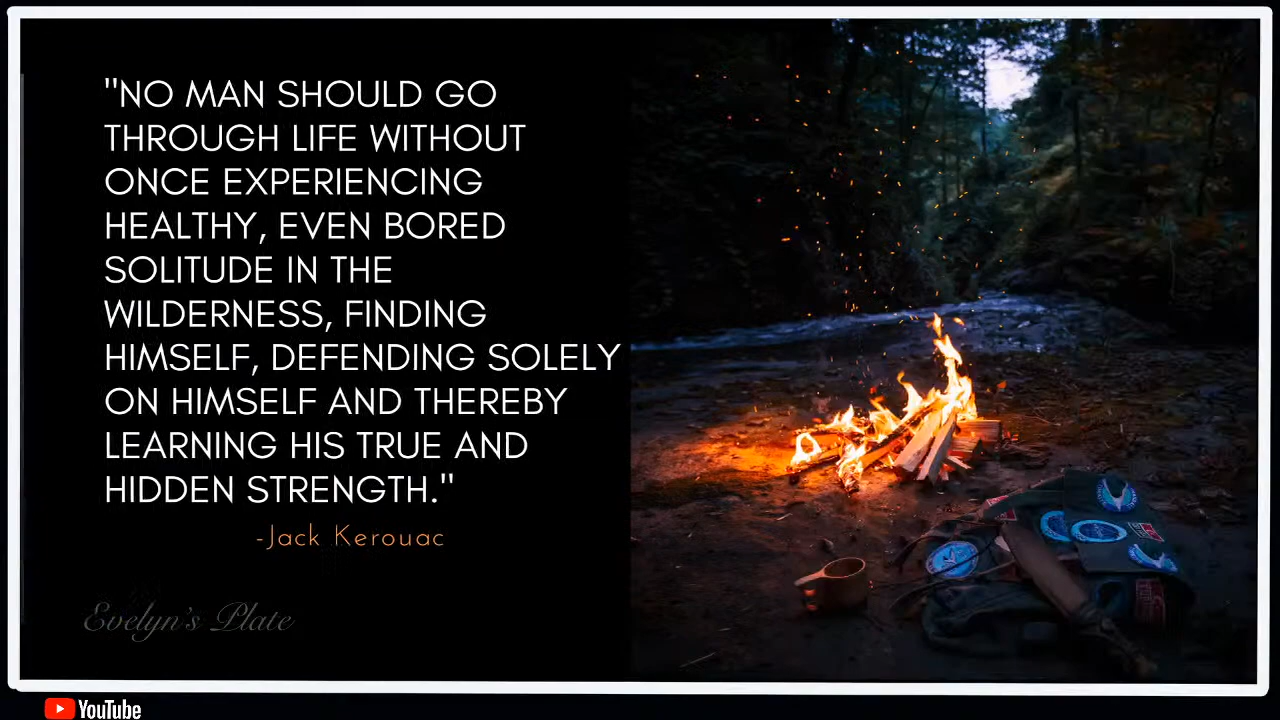 "NO MAN SHOULD GO
THROUGH LIFE WITHOUT
ONCE EXPERIENCING
HEALTHY, EVEN BORED
SOLITUDE IN THE
WILDERNESS, FINDING
HIMSELF, DEFENDING SOLELY
ON HIMSELF AND THEREBY
LEARNING HIS TRUE AND
HIDDEN STRENGTH."
-Jack Kerouac
Evelyn's Plate
YouTube